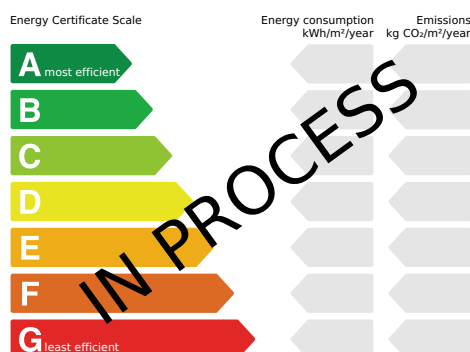 Energy Certificate Scale
Energy consumption
kWh/m²/year
Emissions
kg CO₂/m²/year
A most efficient
B
C
D
E
F
G least efficient
IN PROCESS